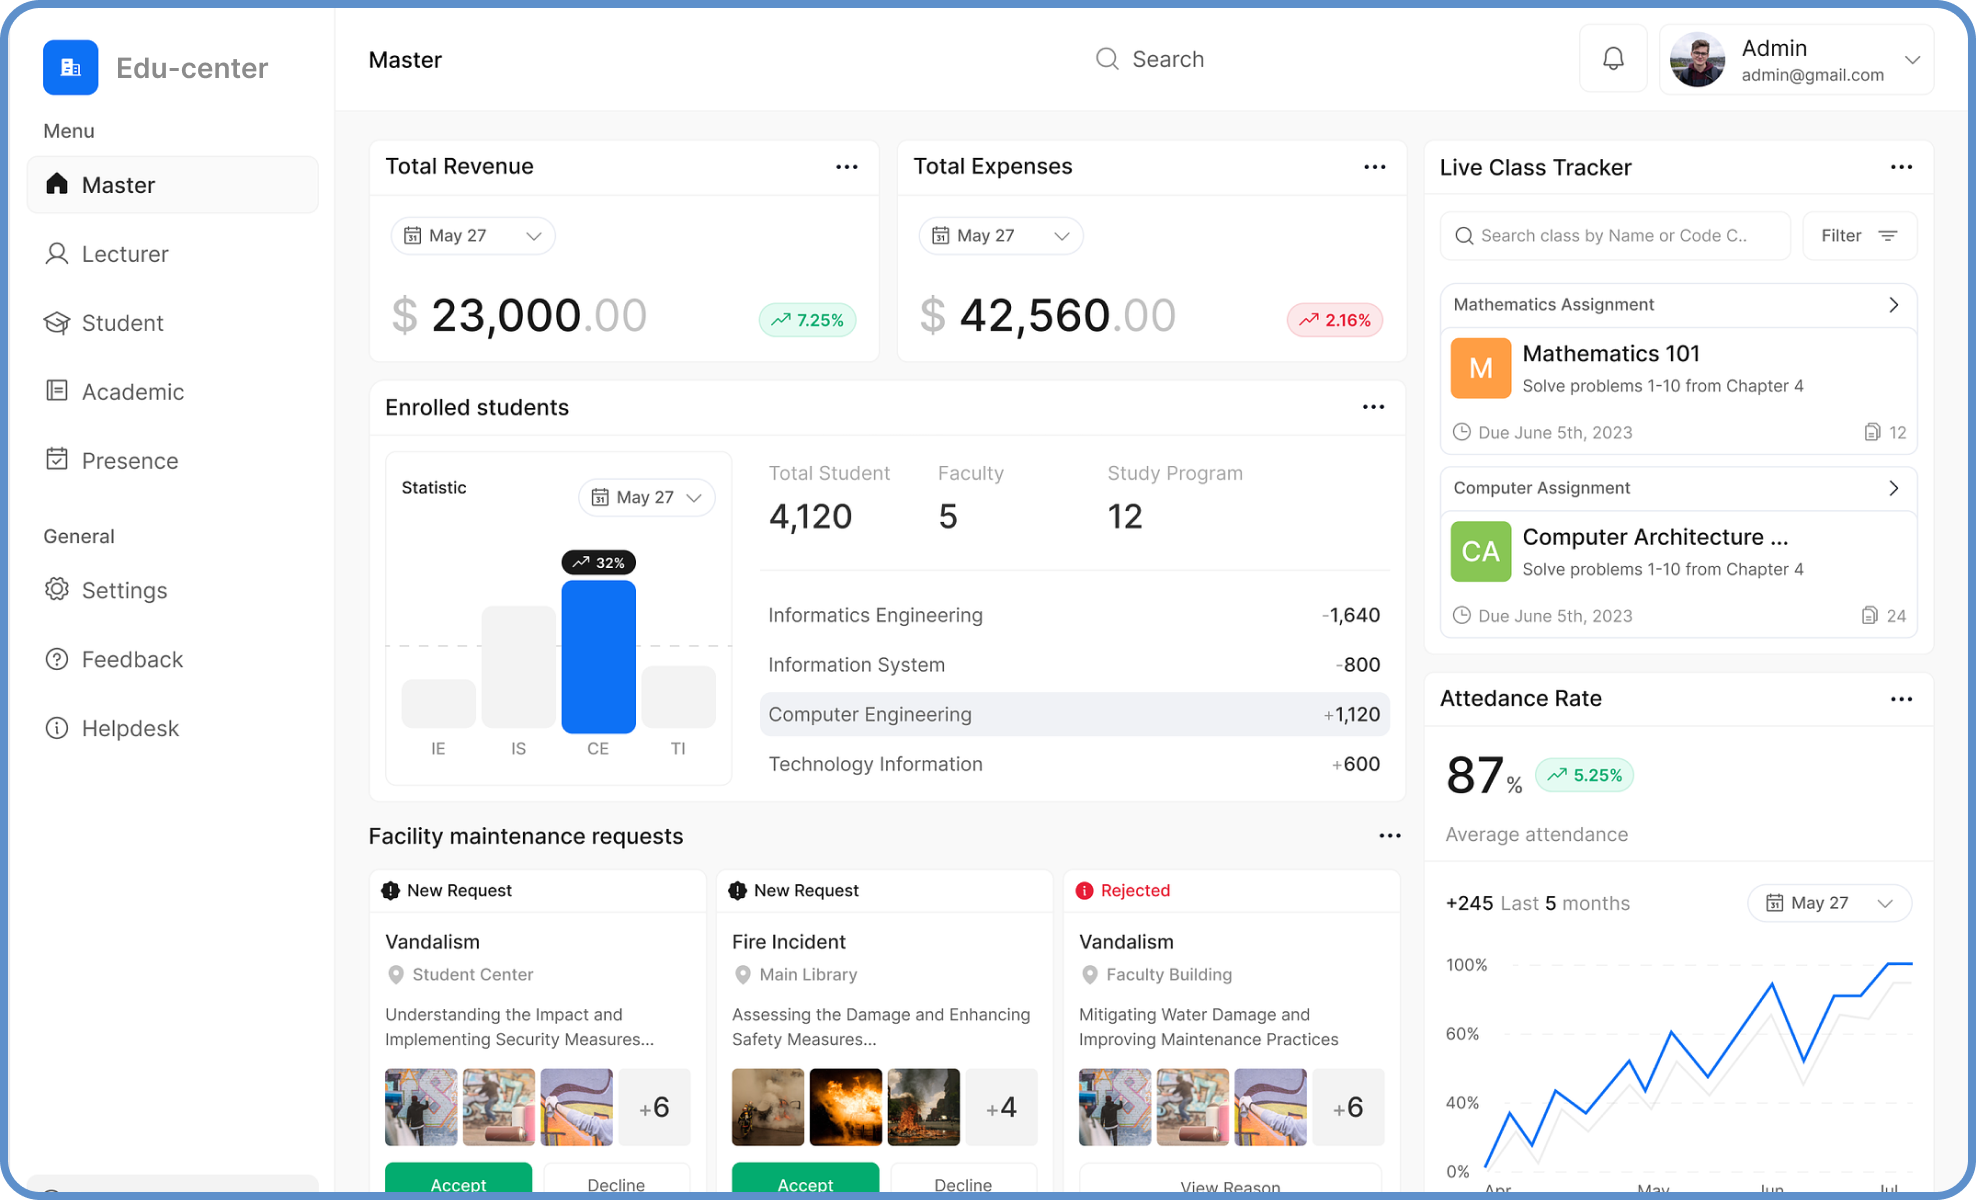 Edu-center
Menu
Master
Lecturer
Student
Academic
Presence
General
Settings
Feedback
Helpdesk
Master
Search
Admin
admin@gmail.com
Total Revenue
May 27
$ 23,000.00
7.25%
Total Expenses
May 27
$ 42,560.00
2.16%
Enrolled students
Statistic
May 27
32%
IE IS CE TI
Total Student Faculty Study Program
4,120 5 12
Informatics Engineering -1,640
Information System -800
Computer Engineering +1,120
Technology Information +600
Facility maintenance requests
New Request
Vandalism
Student Center
Understanding the Impact and
Implementing Security Measures...
+6
Accept Decline
New Request
Fire Incident
Main Library
Assessing the Damage and Enhancing
Safety Measures...
+4
Accept Decline
Rejected
Vandalism
Faculty Building
Mitigating Water Damage and
Improving Maintenance Practices
+6
View Reason
Live Class Tracker
Search class by Name or Code C..
Filter
Mathematics Assignment
M
Mathematics 101
Solve problems 1-10 from Chapter 4
Due June 5th, 2023 12
Computer Assignment
CA
Computer Architecture ...
Solve problems 1-10 from Chapter 4
Due June 5th, 2023 24
Attedance Rate
87%
5.25%
Average attendance
+245 Last 5 months
May 27
100%
60%
40%
0%
Apr May Jun Jul